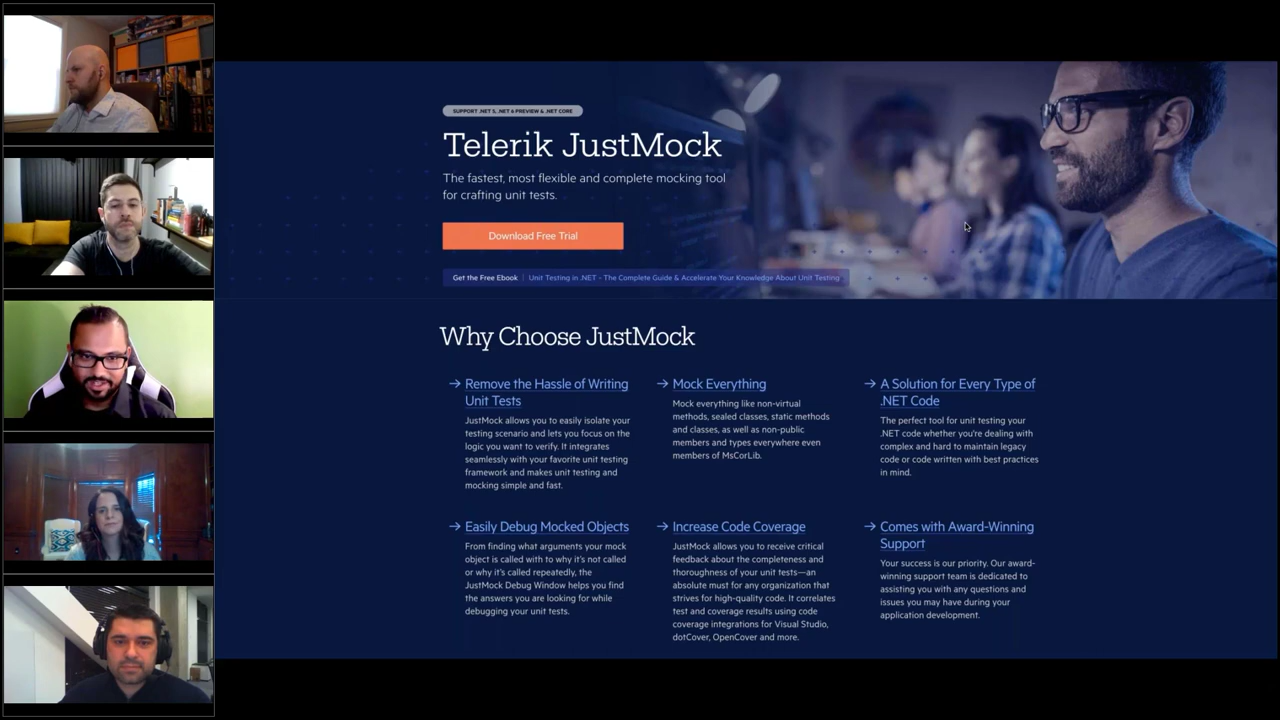 SUPPORT .NET 5, .NET 6 PREVIEW & .NET CORE
Telerik JustMock
The fastest, most flexible and complete mocking tool
for crafting unit tests.
Download Free Trial
Get the Free Ebook | Unit Testing in .NET - The Complete Guide & Accelerate Your Knowledge About Unit Testing
Why Choose JustMock
→ Remove the Hassle of Writing
Unit Tests
JustMock allows you to easily isolate your
testing scenario and lets you focus on the
logic you want to verify. It integrates
seamlessly with your favorite unit testing
framework and makes unit testing and
mocking simple and fast.
→ Mock Everything
Mock everything like non-virtual
methods, sealed classes, static methods
and classes, as well as non-public
members and types everywhere even
members of MsCorLib.
→ A Solution for Every Type of
.NET Code
The perfect tool for unit testing your
.NET code whether you're dealing with
complex and hard to maintain legacy
code or code written with best practices
in mind.
→ Easily Debug Mocked Objects
From finding what arguments your mock
object is called with to why it's not called
or why it's called repeatedly, the
JustMock Debug Window helps you find
the answers you are looking for while
debugging your unit tests.
→ Increase Code Coverage
JustMock allows you to receive critical
feedback about the completeness and
thoroughness of your unit tests—an
absolute must for any organization that
strives for high-quality code. It correlates
test and coverage results using code
coverage integrations for Visual Studio,
dotCover, OpenCover and more.
→ Comes with Award-Winning
Support
Your success is our priority. Our award-
winning support team is dedicated to
assisting you with any questions and
issues you may have during your
application development.